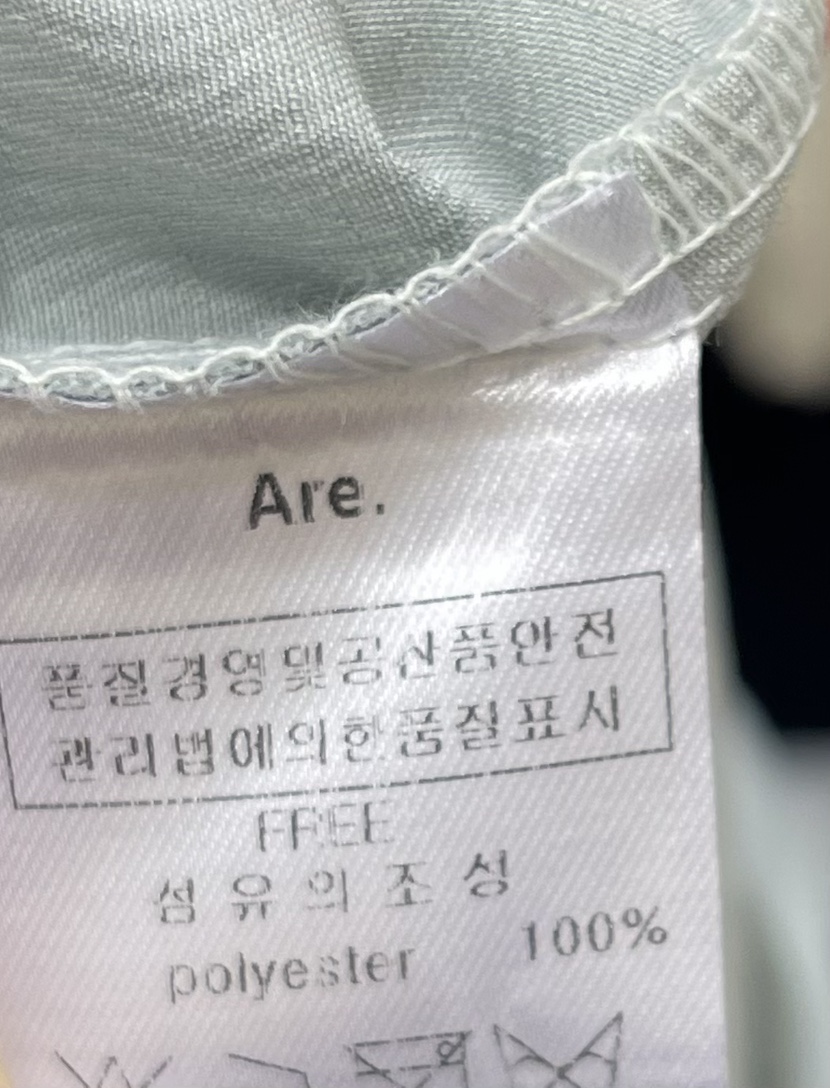 Are.
품질경영및공산품안전
관리법에의한품질표시
FREE
섬유의조성
polyester 100%